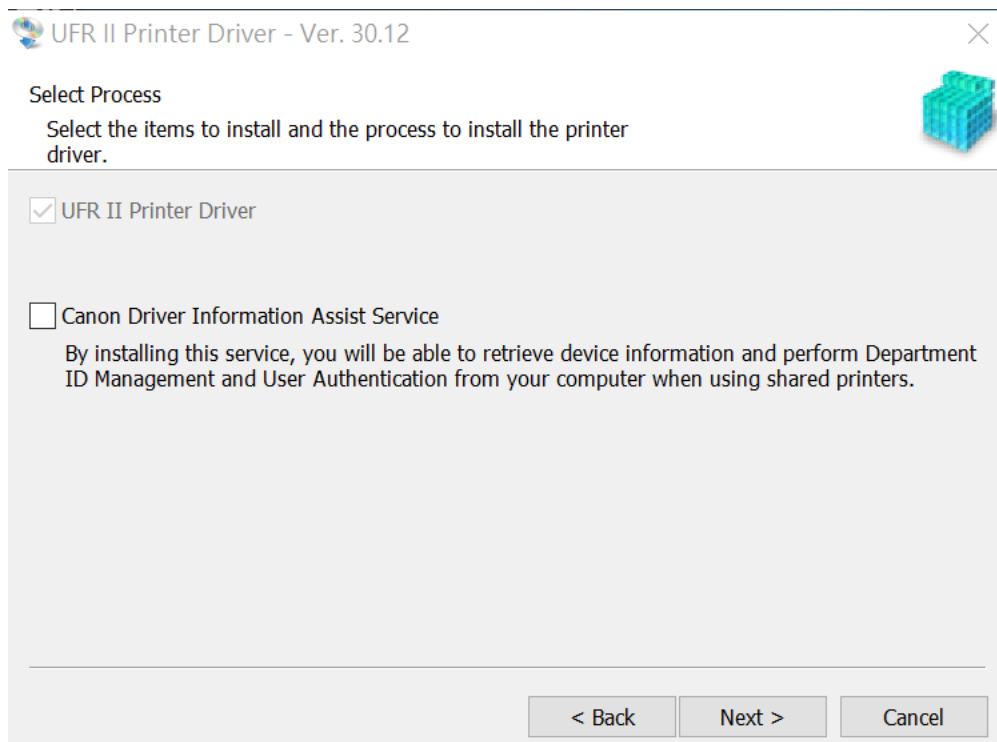 UFR II Printer Driver - Ver. 30.12
Select Process
Select the items to install and the process to install the printer
driver.
UFR II Printer Driver
Canon Driver Information Assist Service
By installing this service, you will be able to retrieve device information and perform Department
ID Management and User Authentication from your computer when using shared printers.
< Back
Next >
Cancel